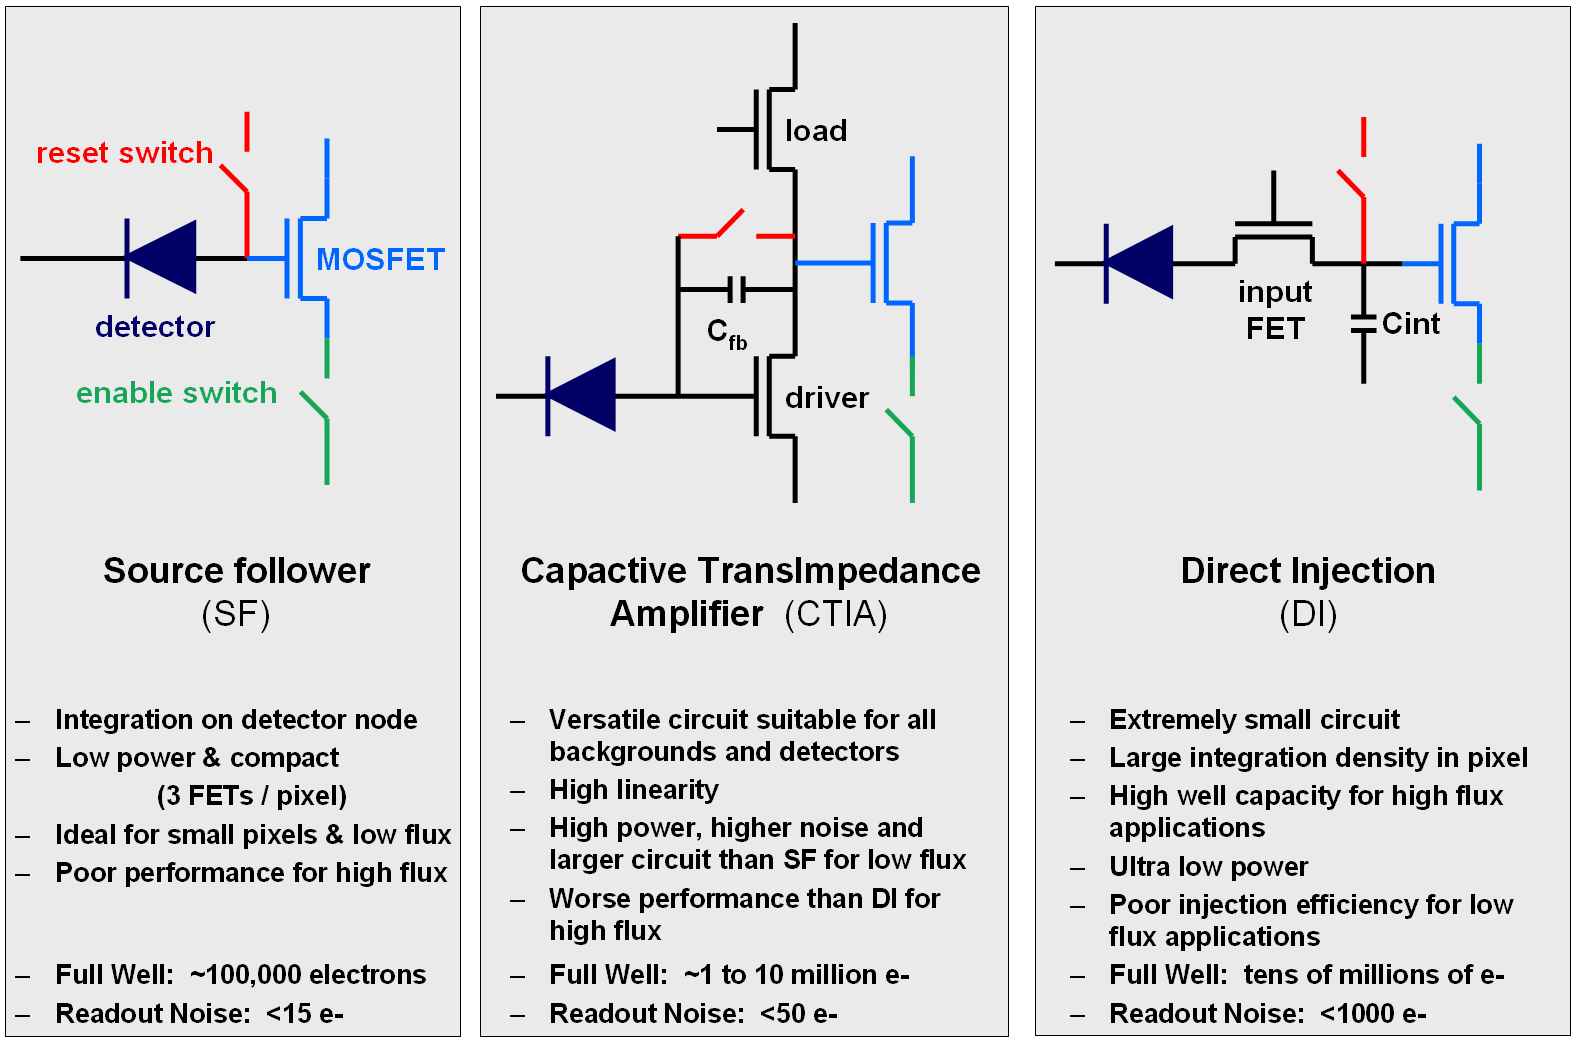 reset switch
MOSFET
detector
enable switch
Source follower
(SF)
– Integration on detector node
– Low power & compact
(3 FETs / pixel)
– Ideal for small pixels & low flux
– Poor performance for high flux
– Full Well: ~100,000 electrons
– Readout Noise: <15 e-
load
Cfb
driver
Capactive TransImpedance
Amplifier (CTIA)
– Versatile circuit suitable for all
backgrounds and detectors
– High linearity
– High power, higher noise and
larger circuit than SF for low flux
– Worse performance than DI for
high flux
– Full Well: ~1 to 10 million e-
– Readout Noise: <50 e-
input
FET
Cint
Direct Injection
(DI)
– Extremely small circuit
– Large integration density in pixel
– High well capacity for high flux
applications
– Ultra low power
– Poor injection efficiency for low
flux applications
– Full Well: tens of millions of e-
– Readout Noise: <1000 e-